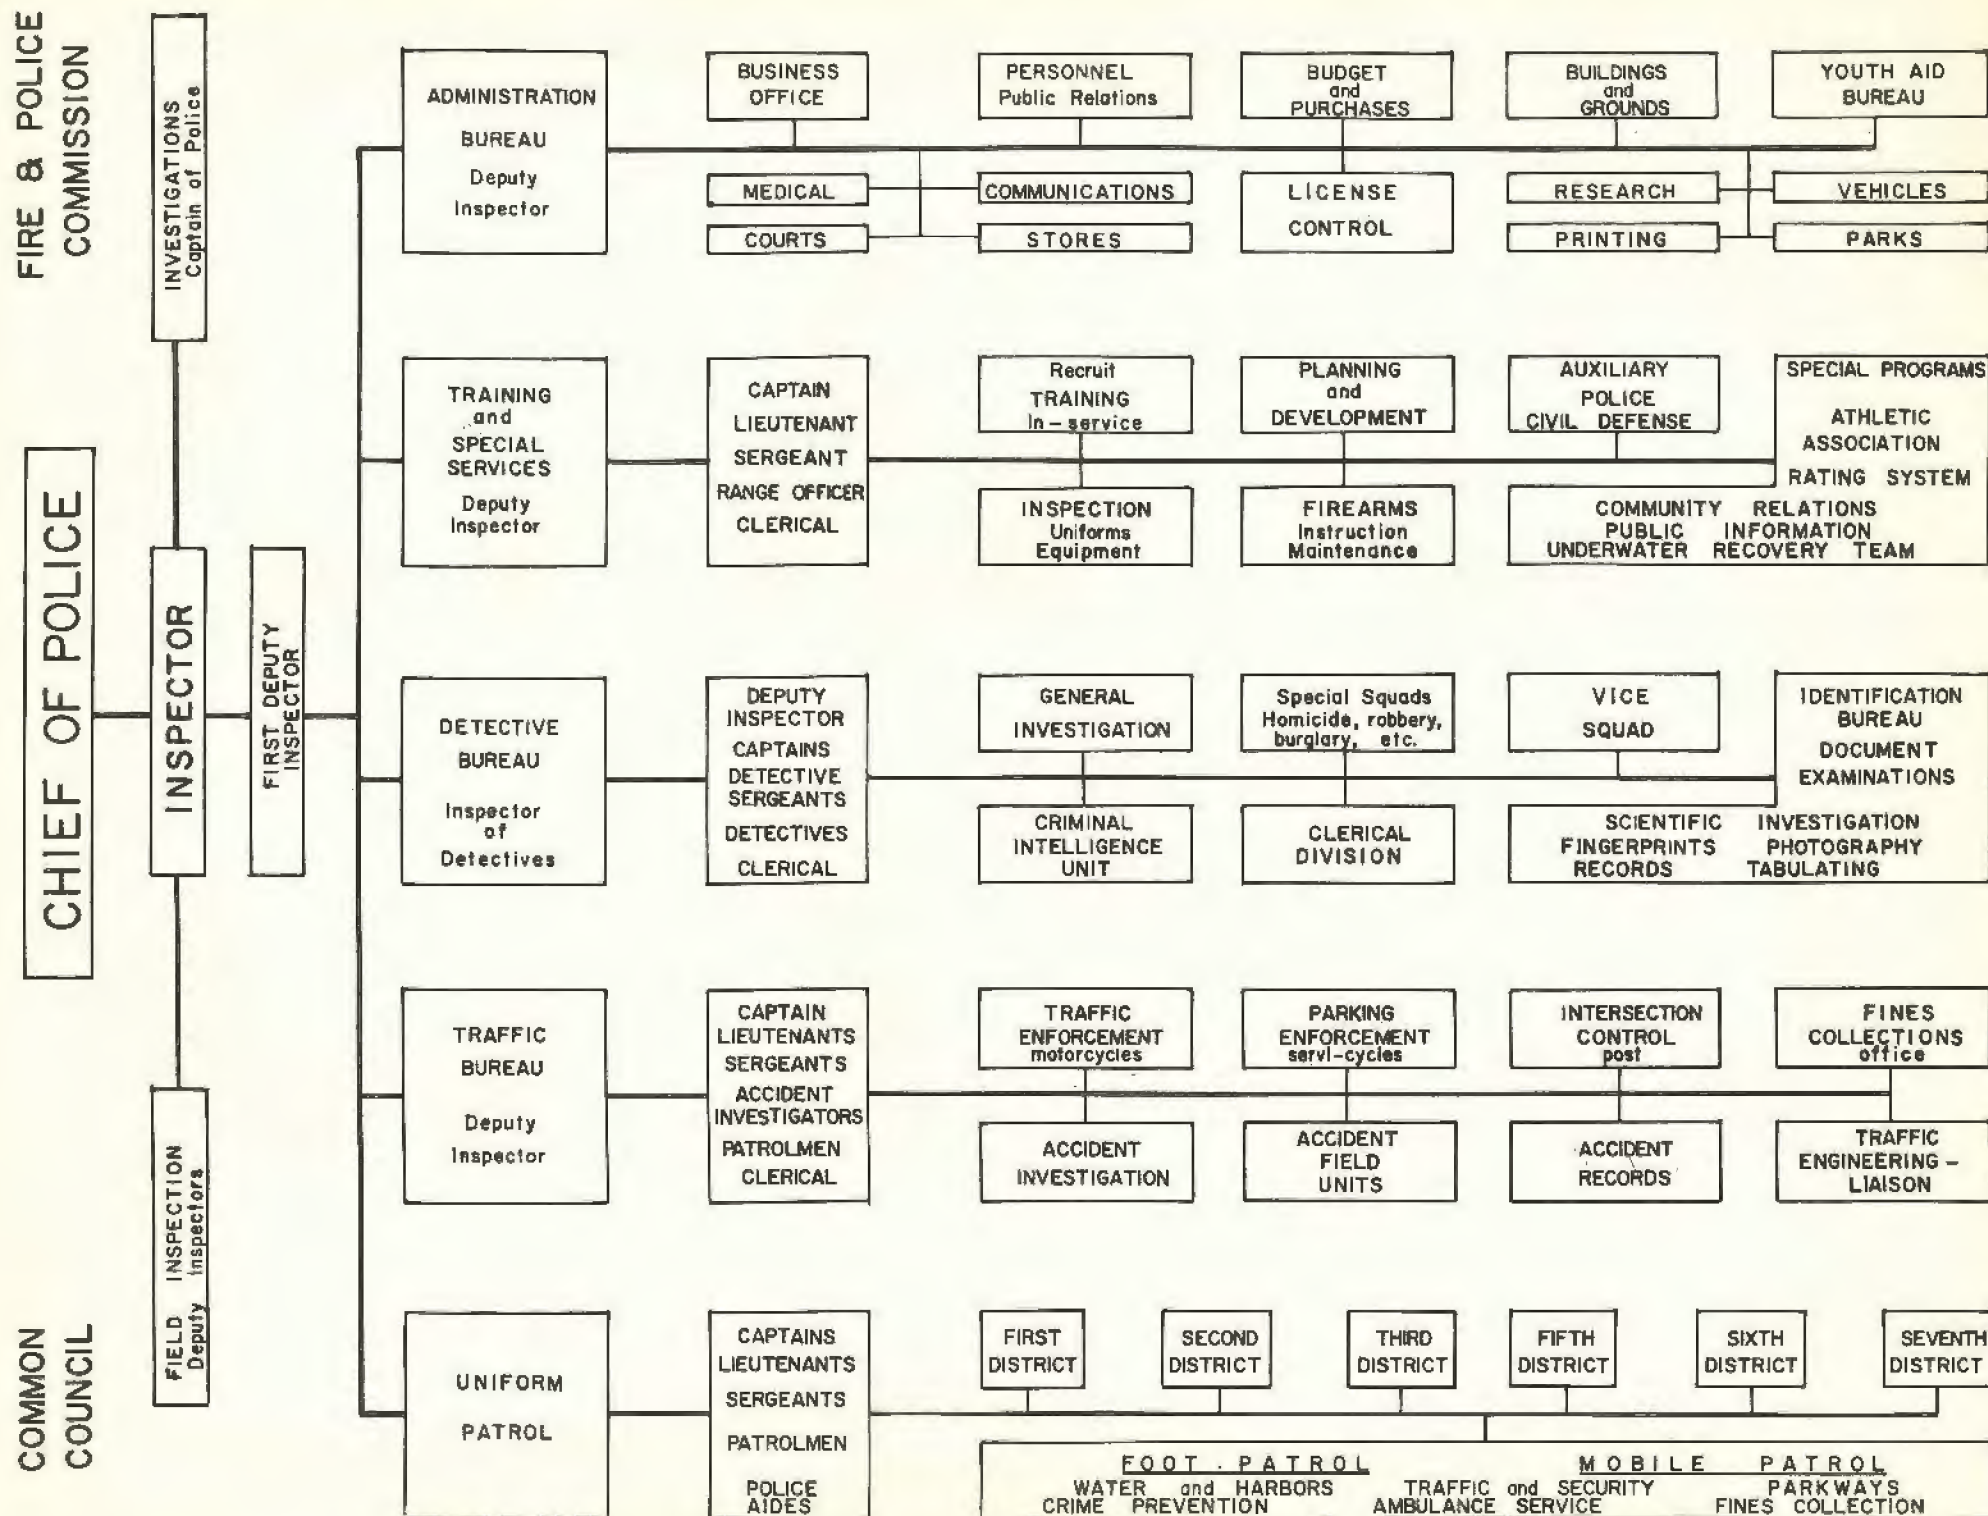 FIRE & POLICE
COMMISSION
CHIEF OF POLICE
COMMON
COUNCIL
INVESTIGATIONS
Captain of Police
INSPECTOR
FIELD INSPECTION
Deputy Inspectors
FIRST DEPUTY
INSPECTOR
ADMINISTRATION
BUREAU
Deputy
Inspector
BUSINESS
OFFICE
PERSONNEL
Public Relations
BUDGET
and
PURCHASES
BUILDINGS
and
GROUNDS
YOUTH AID
BUREAU
MEDICAL
COMMUNICATIONS
LICENSE
CONTROL
RESEARCH
VEHICLES
COURTS
STORES
PRINTING
PARKS
TRAINING
and
SPECIAL
SERVICES
Deputy
Inspector
CAPTAIN
LIEUTENANT
SERGEANT
RANGE OFFICER
CLERICAL
Recruit
TRAINING
In-service
PLANNING
and
DEVELOPMENT
AUXILIARY
POLICE
CIVIL DEFENSE
SPECIAL PROGRAMS
ATHLETIC
ASSOCIATION
RATING SYSTEM
INSPECTION
Uniforms
Equipment
FIREARMS
Instruction
Maintenance
COMMUNITY RELATIONS
PUBLIC INFORMATION
UNDERWATER RECOVERY TEAM
DETECTIVE
BUREAU
Inspector
of
Detectives
DEPUTY
INSPECTOR
CAPTAINS
DETECTIVE
SERGEANTS
DETECTIVES
CLERICAL
GENERAL
INVESTIGATION
Special Squads
Homicide, robbery,
burglary, etc.
VICE
SQUAD
IDENTIFICATION
BUREAU
DOCUMENT
EXAMINATIONS
CRIMINAL
INTELLIGENCE
UNIT
CLERICAL
DIVISION
SCIENTIFIC INVESTIGATION
FINGERPRINTS PHOTOGRAPHY
RECORDS TABULATING
TRAFFIC
BUREAU
Deputy
Inspector
CAPTAIN
LIEUTENANTS
SERGEANTS
ACCIDENT
INVESTIGATORS
PATROLMEN
CLERICAL
TRAFFIC
ENFORCEMENT
motorcycles
PARKING
ENFORCEMENT
servi-cycles
INTERSECTION
CONTROL
post
FINES
COLLECTIONS
office
ACCIDENT
INVESTIGATION
ACCIDENT
FIELD
UNITS
ACCIDENT
RECORDS
TRAFFIC
ENGINEERING –
LIAISON
UNIFORM
PATROL
CAPTAINS
LIEUTENANTS
SERGEANTS
PATROLMEN
POLICE
AIDES
FIRST
DISTRICT
SECOND
DISTRICT
THIRD
DISTRICT
FIFTH
DISTRICT
SIXTH
DISTRICT
SEVENTH
DISTRICT
FOOT . PATROL MOBILE PATROL
WATER and HARBORS TRAFFIC and SECURITY PARKWAYS
CRIME PREVENTION AMBULANCE SERVICE FINES COLLECTION